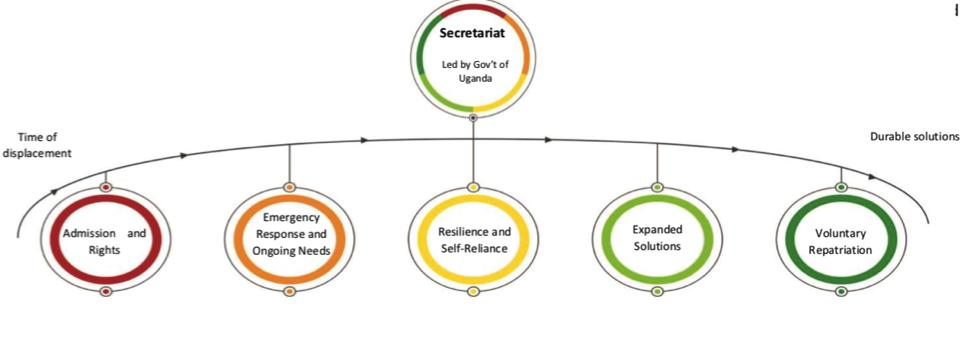 Secretariat
Led by Gov't of
Uganda
Time of
displacement
Durable solutions
Admission and
Rights
Emergency
Response and
Ongoing Needs
Resilience and
Self-Reliance
Expanded
Solutions
Voluntary
Repatriation